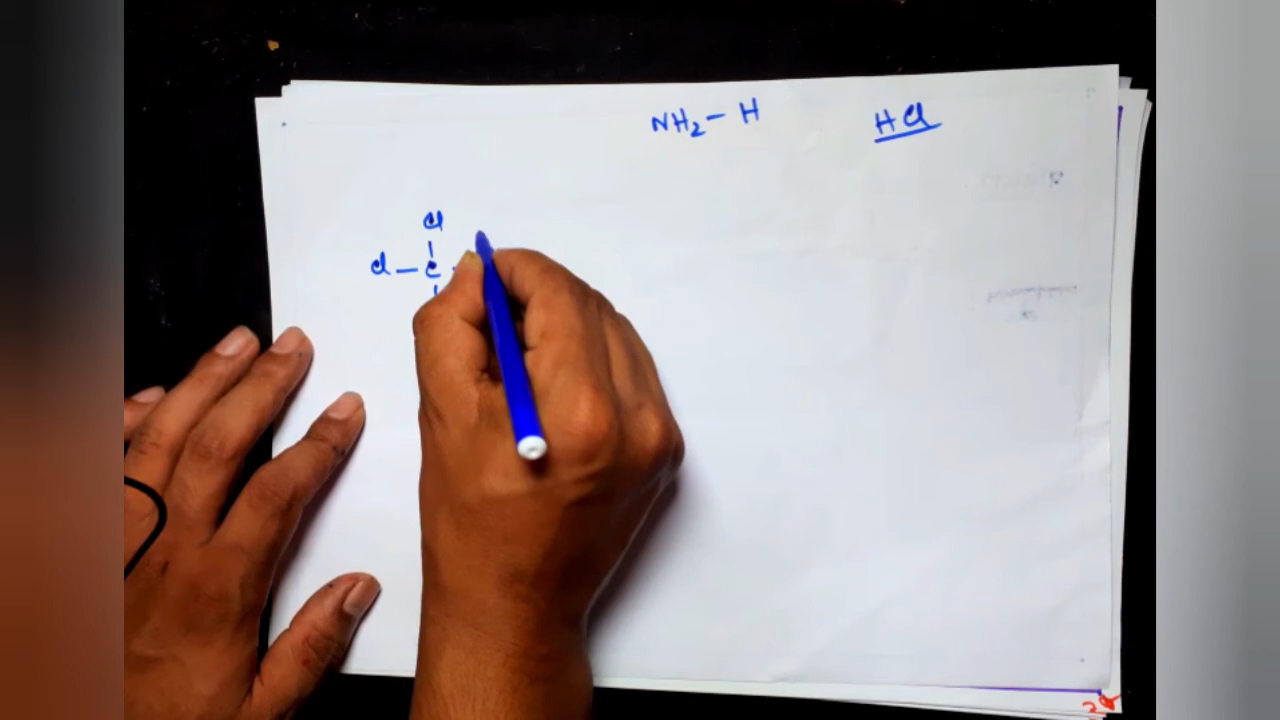 NH₂ – H HCl
Cl
|
Cl – C –
|